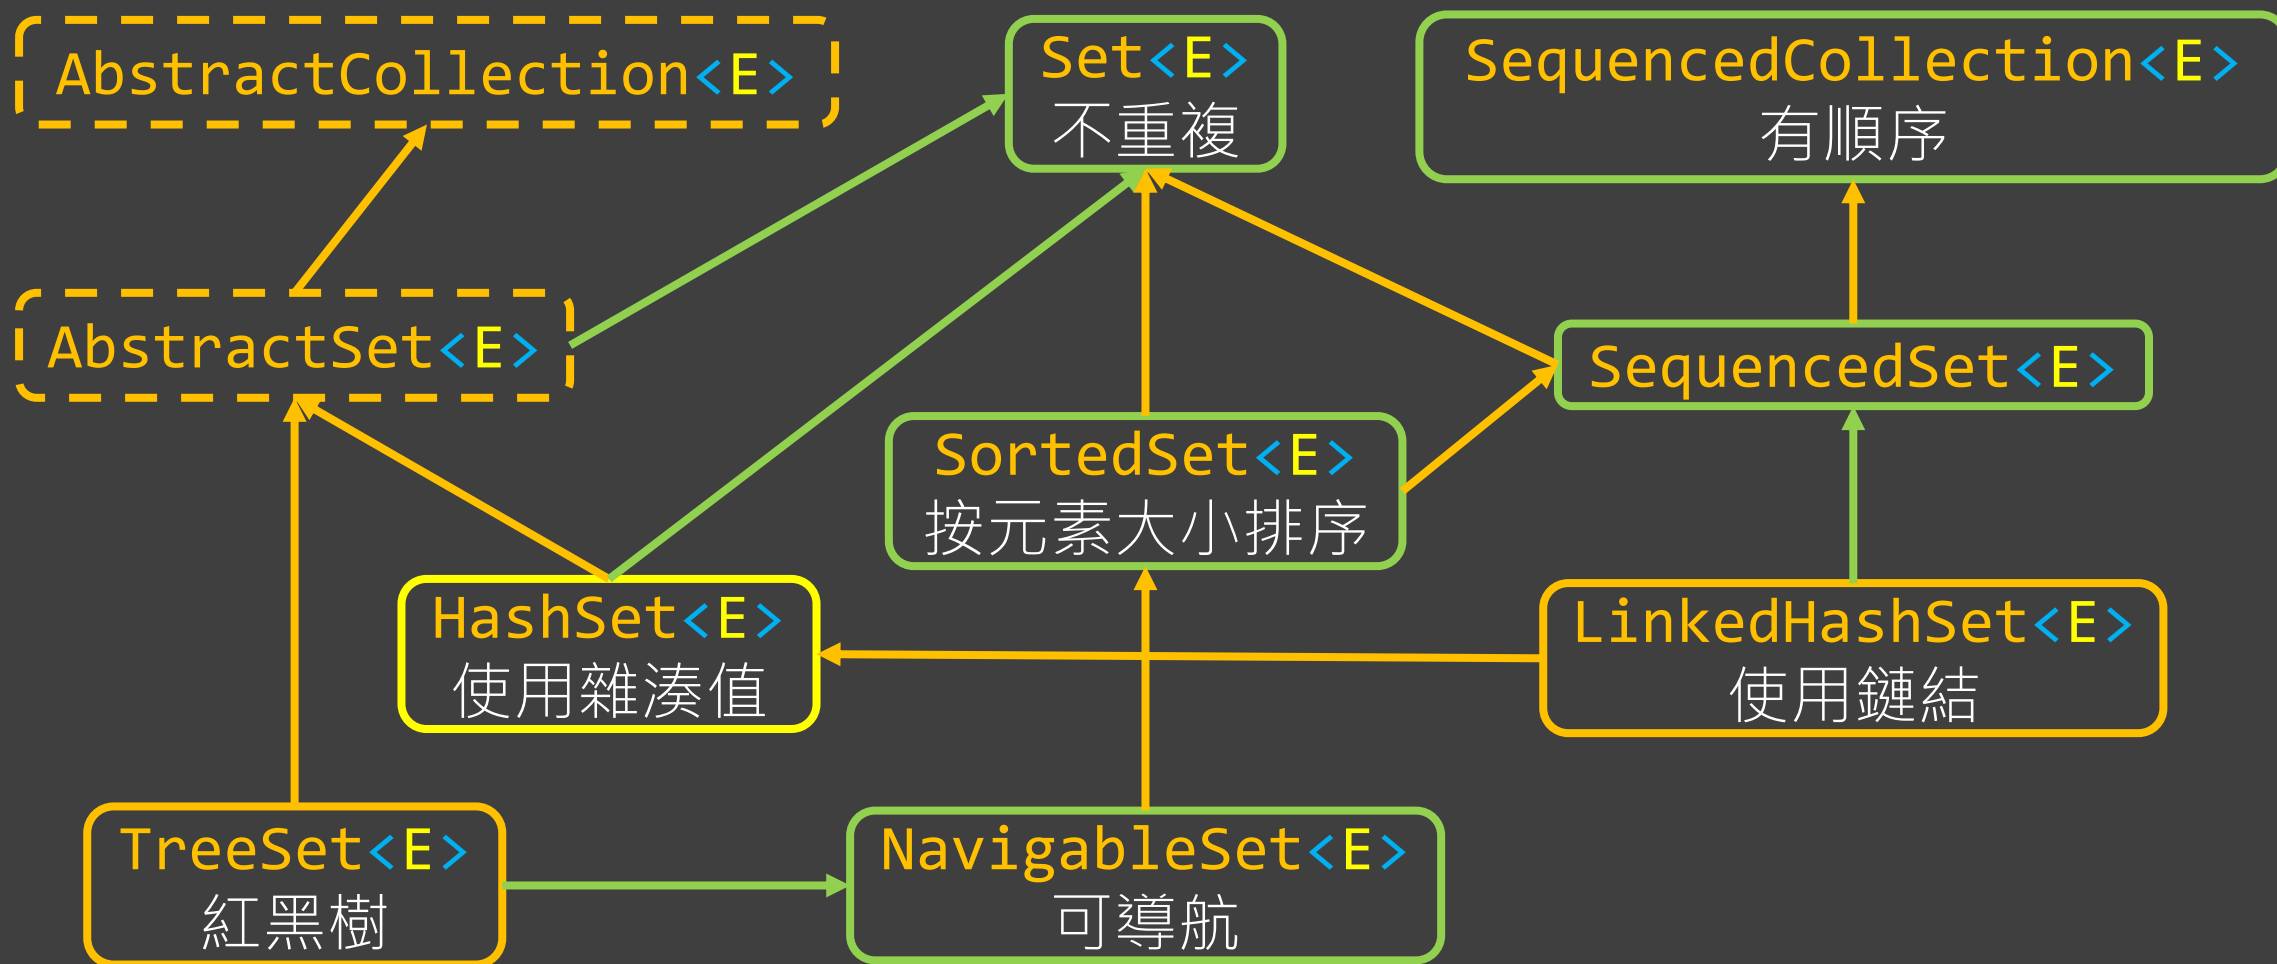 AbstractCollection<E>
Set<E>
不重複
SequencedCollection<E>
有順序
AbstractSet<E>
SequencedSet<E>
SortedSet<E>
按元素大小排序
HashSet<E>
使用雜湊值
LinkedHashSet<E>
使用鏈結
TreeSet<E>
紅黑樹
NavigableSet<E>
可導航